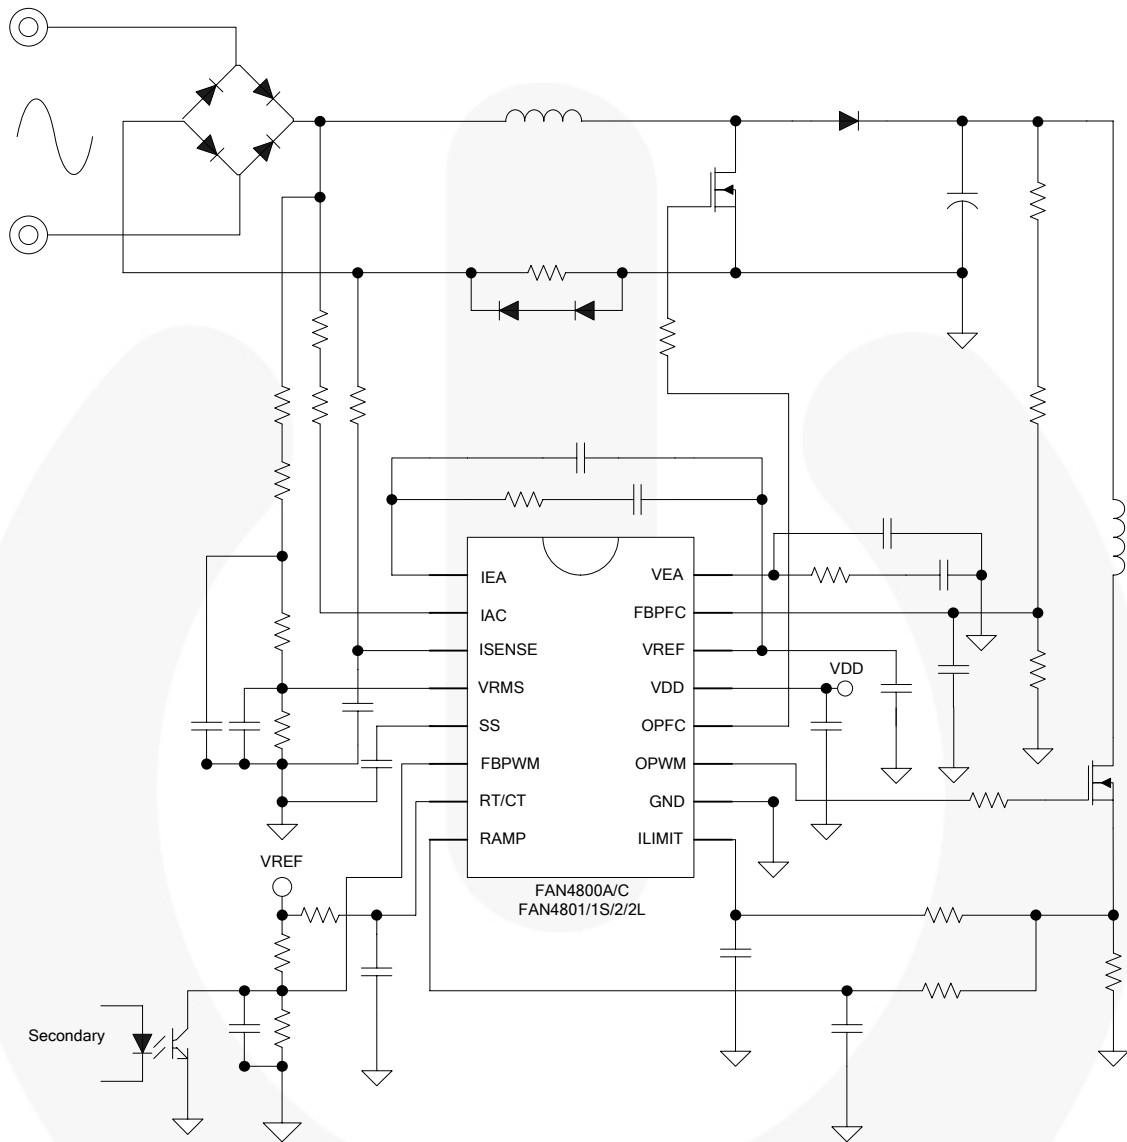 IEA
VEA
IAC
FBPFC
ISENSE
VREF
VRMS
VDD
VDD
SS
OPFC
FBPWM
OPWM
RT/CT
GND
RAMP
ILIMIT
VREF
FAN4800A/C
FAN4801/1S/2/2L
Secondary